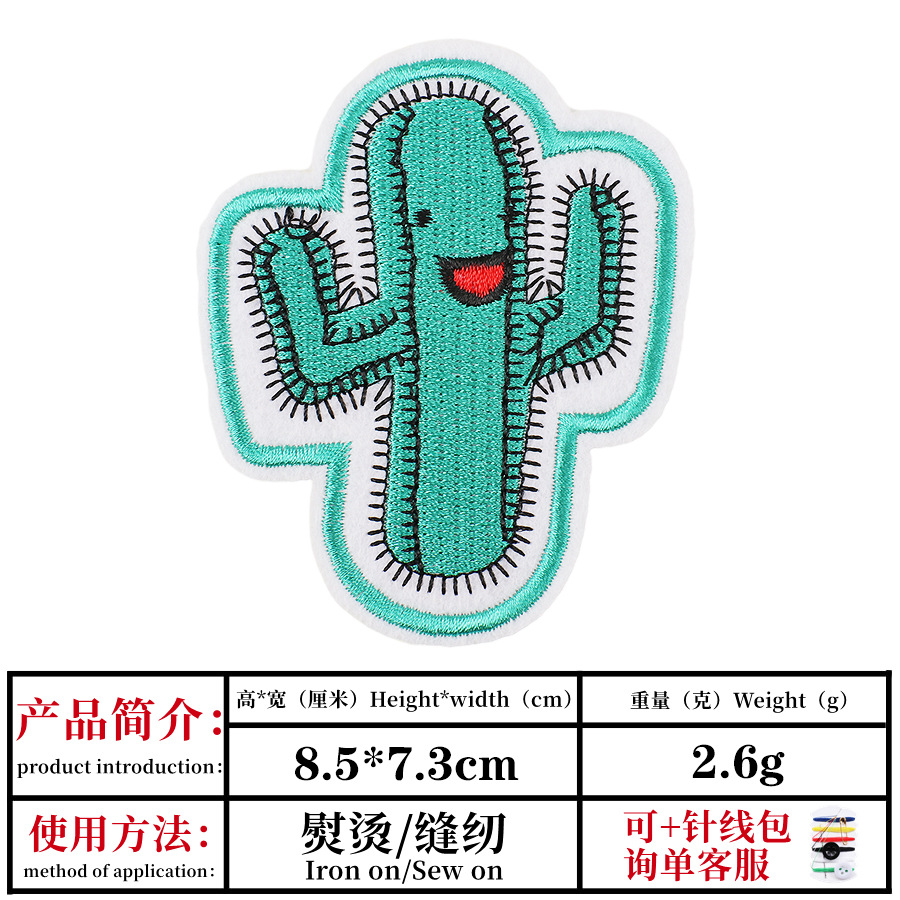 产品简介：
product introduction：
高*宽（厘米）Height*width（cm）
8.5*7.3cm
重量（克）Weight（g）
2.6g
使用方法：
method of application：
熨烫/缝纫
Iron on/Sew on
可+针线包
询单客服